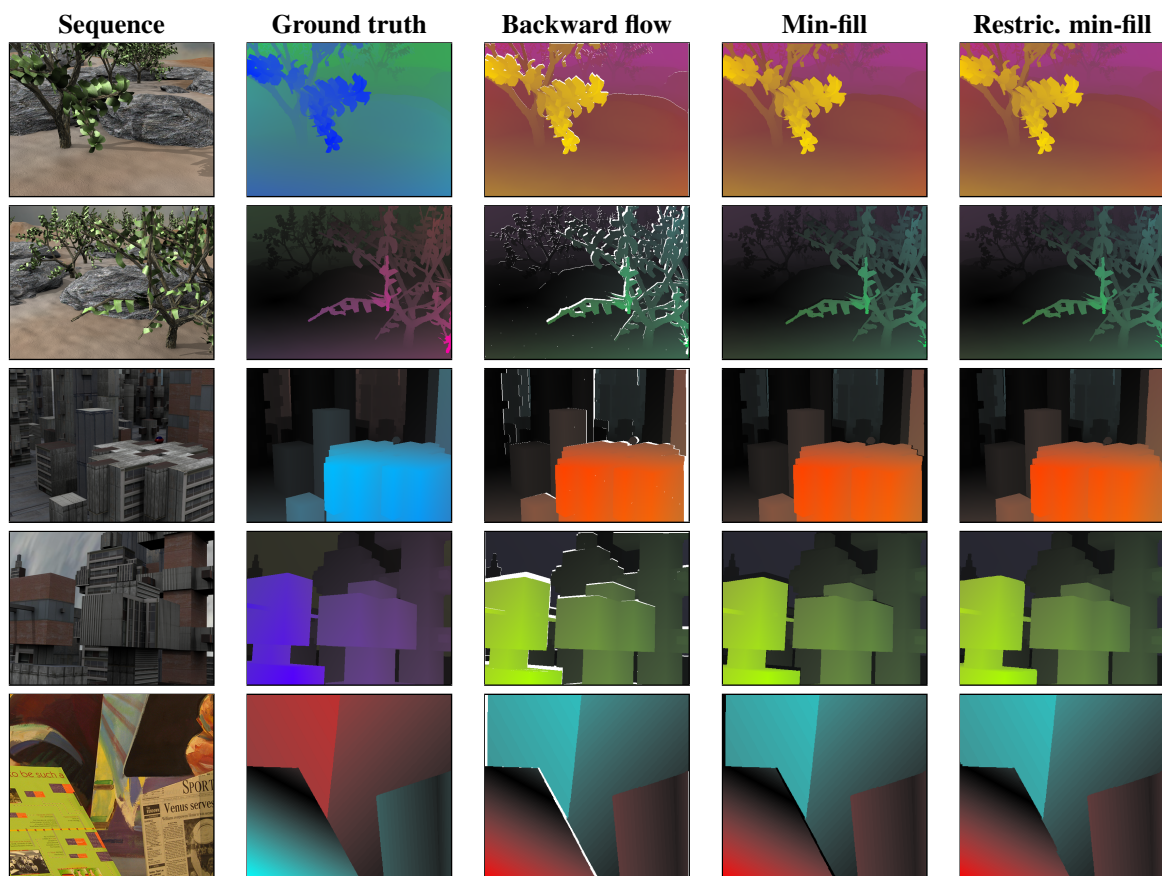 Sequence Ground truth Backward flow Min-fill Restric. min-fill
to be such a
SPORT
Venus serves